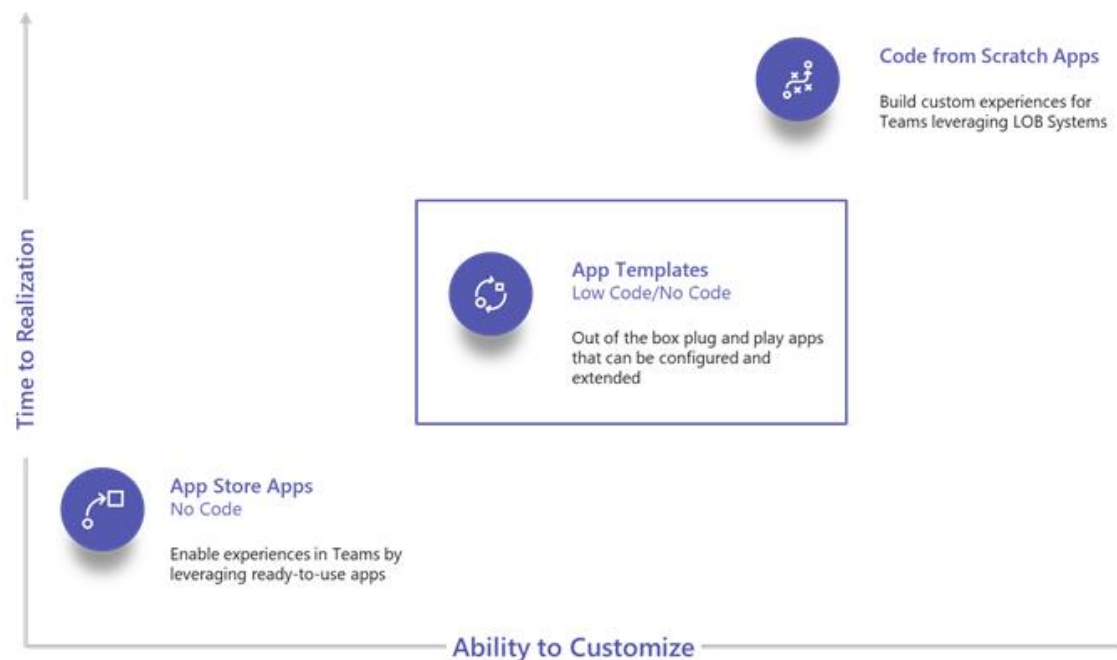 Code from Scratch Apps
Build custom experiences for
Teams leveraging LOB Systems
Time to Realization
App Templates
Low Code/No Code
Out of the box plug and play apps
that can be configured and
extended
App Store Apps
No Code
Enable experiences in Teams by
leveraging ready-to-use apps
Ability to Customize